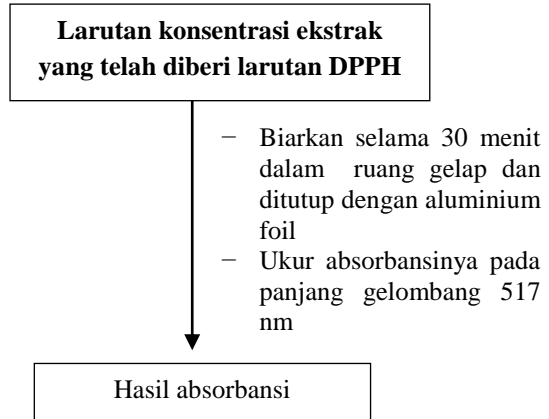 Larutan konsentrasi ekstrak
yang telah diberi larutan DPPH
− Biarkan selama 30 menit
dalam ruang gelap dan
ditutup dengan aluminium
foil
− Ukur absorbansinya pada
panjang gelombang 517
nm
Hasil absorbansi